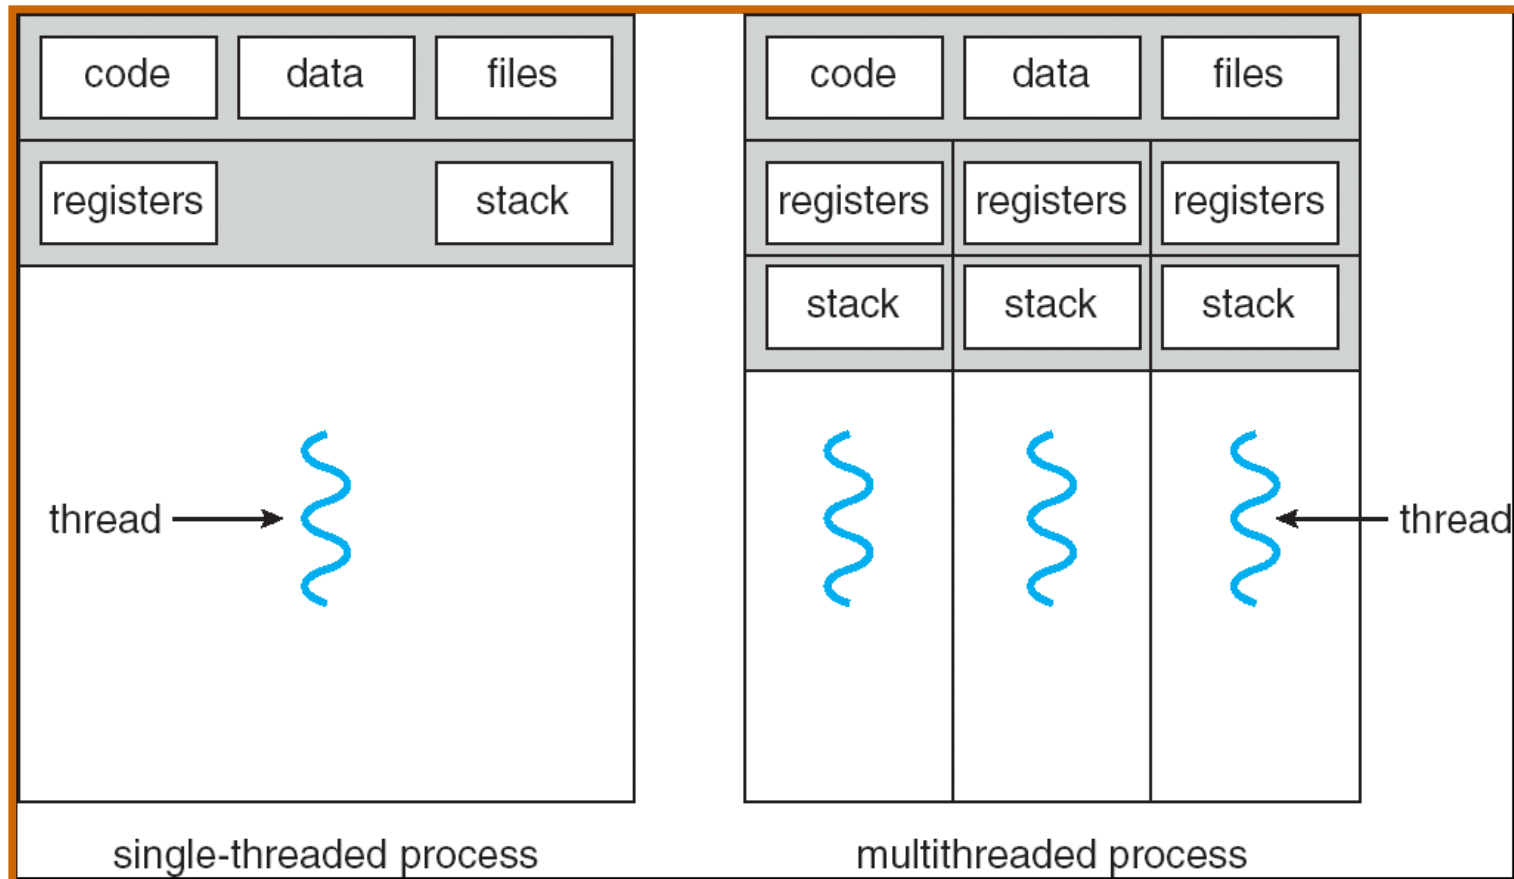 code data files
registers stack
thread
single-threaded process
code data files
registers registers registers
stack stack stack
thread
multithreaded process